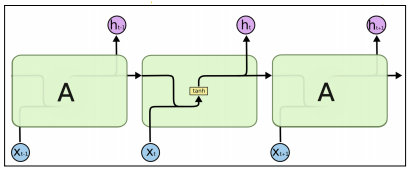 ht-1 ht ht+1
A tanh A
xt-1 xt xt+1